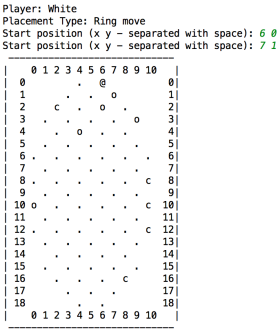 Player: White
Placement Type: Ring move
Start position (x y - separated with space): 6 0
Start position (x y - separated with space): 7 1
-----------------------------
|    0 1 2 3 4 5 6 7 8 9 10   |
|  0         .   @           0|
|  1       .   .   o         1|
|  2     c   .   o   .       2|
|  3   .   .   .   .   o     3|
|  4     .   o   .   .       4|
|  5   .   .   .   .   .     5|
|  6 .   .   .   .   .   .   6|
|  7   .   .   .   .   .     7|
|  8 .   .   .   .   .   c   8|
|  9   .   .   .   .   .     9|
| 10 o   .   .   .   .   c  10|
| 11   .   .   .   .   .    11|
| 12 .   .   .   .   .   c  12|
| 13   .   .   .   .   .    13|
| 14     .   .   .   .      14|
| 15   .   .   .   .   .    15|
| 16     .   .   .   c      16|
| 17       .   .   .        17|
| 18         .   .          18|
|    0 1 2 3 4 5 6 7 8 9 10   |
-----------------------------